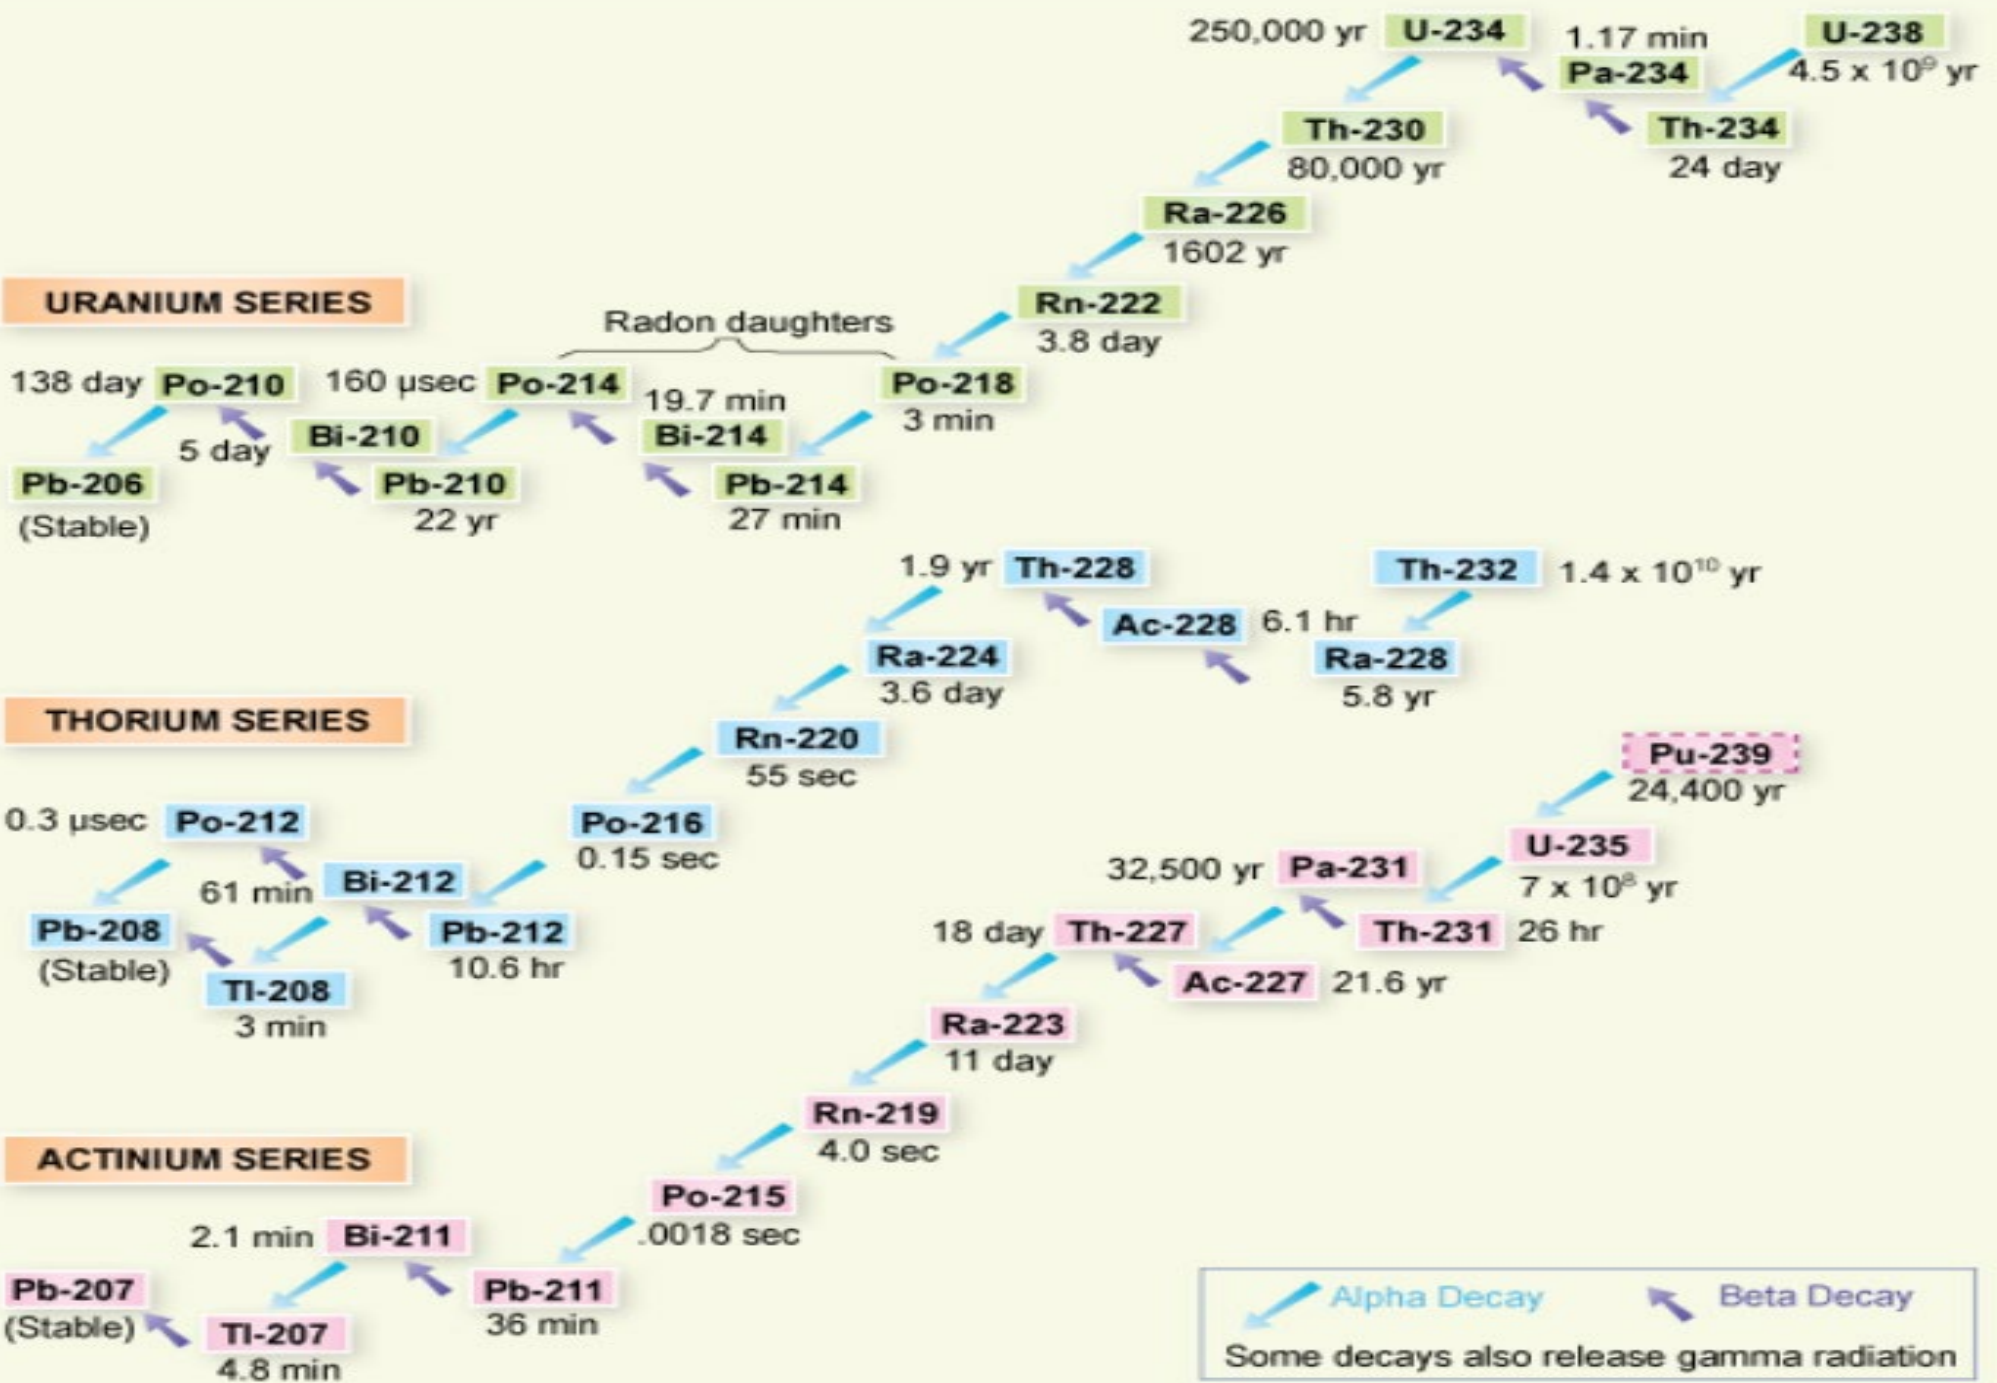 250,000 yr U-234 1.17 min U-238
Pa-234 4.5 x 10⁹ yr
Th-230 Th-234
80,000 yr 24 day
Ra-226
1602 yr
URANIUM SERIES
Rn-222
3.8 day
Radon daughters
138 day Po-210 160 µsec Po-214 Po-218
19.7 min
3 min
5 day Bi-210 Bi-214
Pb-206 Pb-210 Pb-214
(Stable) 22 yr 27 min
1.9 yr Th-228 Th-232 1.4 x 10¹⁰ yr
Ac-228 6.1 hr
Ra-224 Ra-228
3.6 day 5.8 yr
THORIUM SERIES
Rn-220
55 sec
Pu-239
24,400 yr
0.3 µsec Po-212 Po-216
0.15 sec
U-235
7 x 10⁸ yr
32,500 yr Pa-231
61 min Bi-212
Pb-208 Pb-212
(Stable) 10.6 hr
18 day Th-227 Th-231 26 hr
Tl-208
3 min
Ac-227 21.6 yr
Ra-223
11 day
Rn-219
4.0 sec
ACTINIUM SERIES
Po-215
.0018 sec
2.1 min Bi-211
Pb-207 Pb-211
(Stable) 36 min
Tl-207
4.8 min
Alpha Decay Beta Decay
Some decays also release gamma radiation